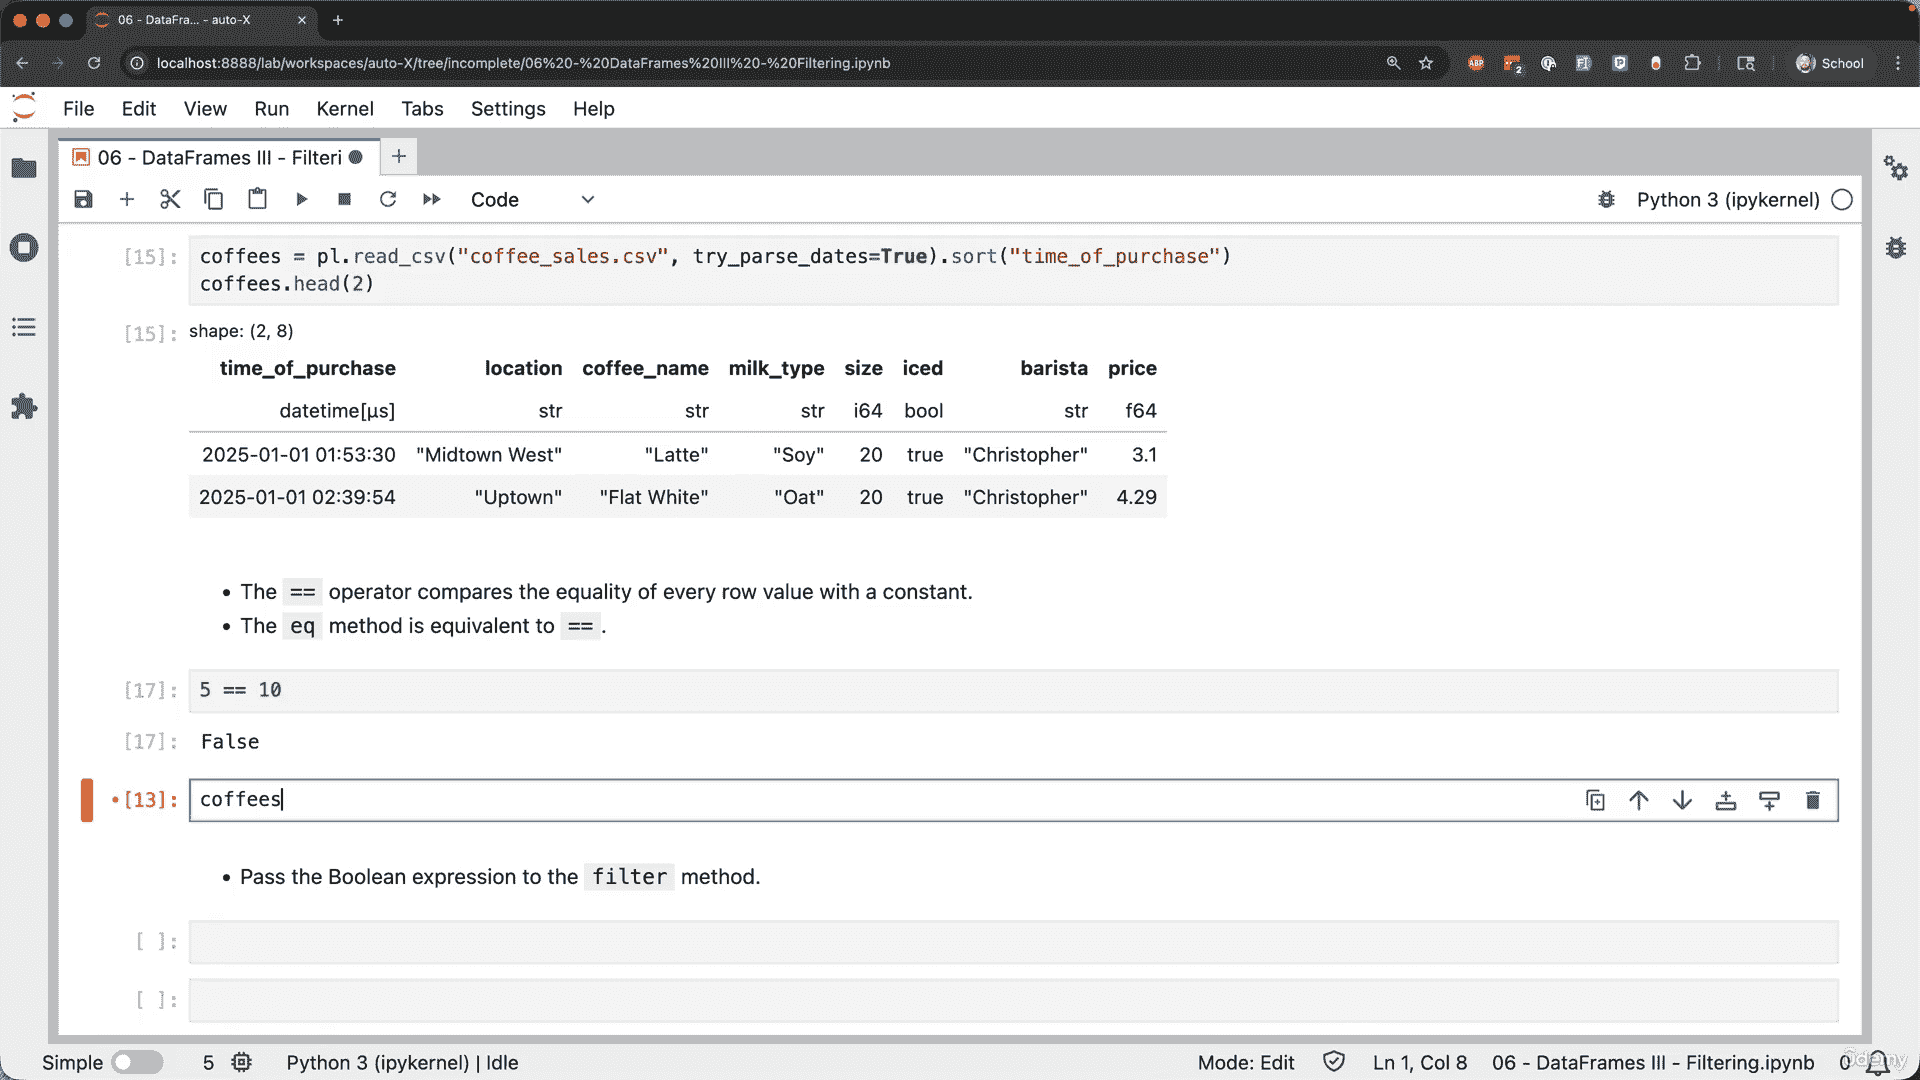 06 - DataFra... - auto-X
localhost:8888/lab/workspaces/auto-X/tree/incomplete/06%20-%20DataFrames%20III%20-%20Filtering.ipynb
ABP
2
School
File Edit View Run Kernel Tabs Settings Help
06 - DataFrames III - Filteri
Code
Python 3 (ipykernel)
[15]: coffees = pl.read_csv("coffee_sales.csv", try_parse_dates=True).sort("time_of_purchase")
coffees.head(2)
[15]: shape: (2, 8)
time_of_purchase location coffee_name milk_type size iced barista price
datetime[μs] str str str i64 bool str f64
2025-01-01 01:53:30 "Midtown West" "Latte" "Soy" 20 true "Christopher" 3.1
2025-01-01 02:39:54 "Uptown" "Flat White" "Oat" 20 true "Christopher" 4.29
• The == operator compares the equality of every row value with a constant.
• The eq method is equivalent to ==.
[17]: 5 == 10
[17]: False
•[13]: coffees
• Pass the Boolean expression to the filter method.
[ ]:
[ ]:
Simple 5 Python 3 (ipykernel) | Idle Mode: Edit Ln 1, Col 8 06 - DataFrames III - Filtering.ipynb 0
udemy